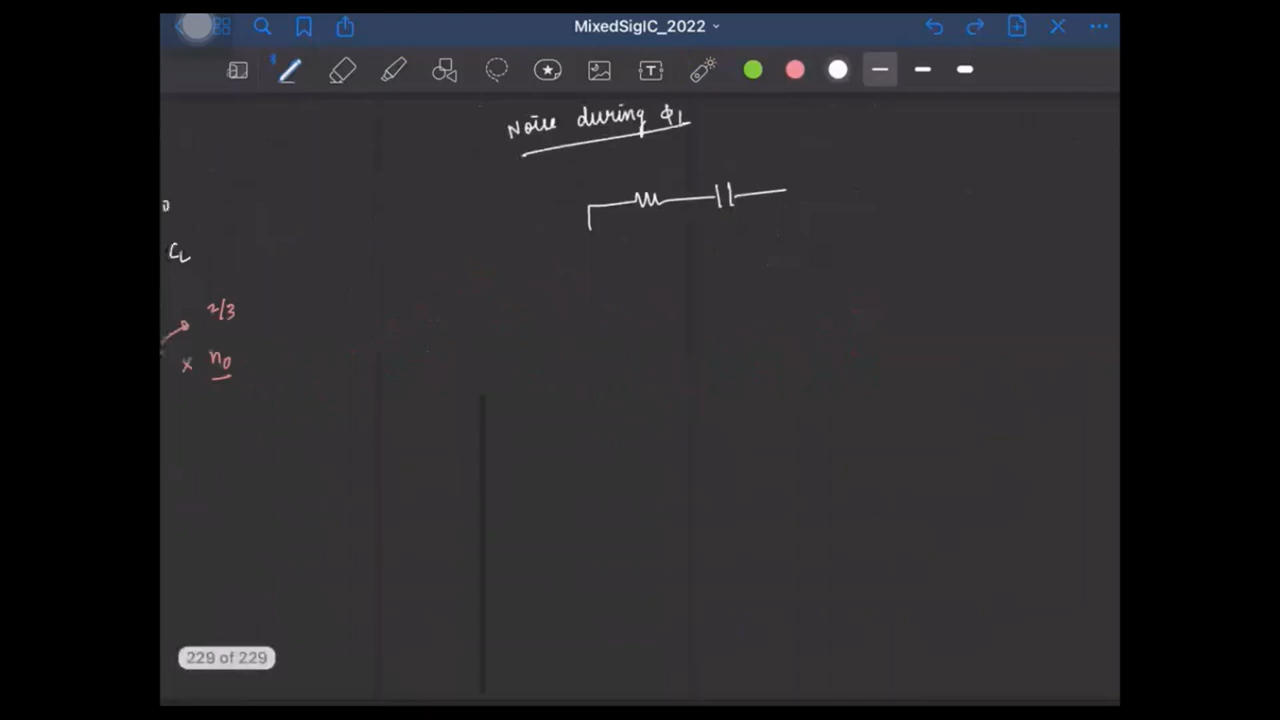 MixedSigIC_2022
T
Noise during Φ1
CL
2/3
x n0
229 of 229